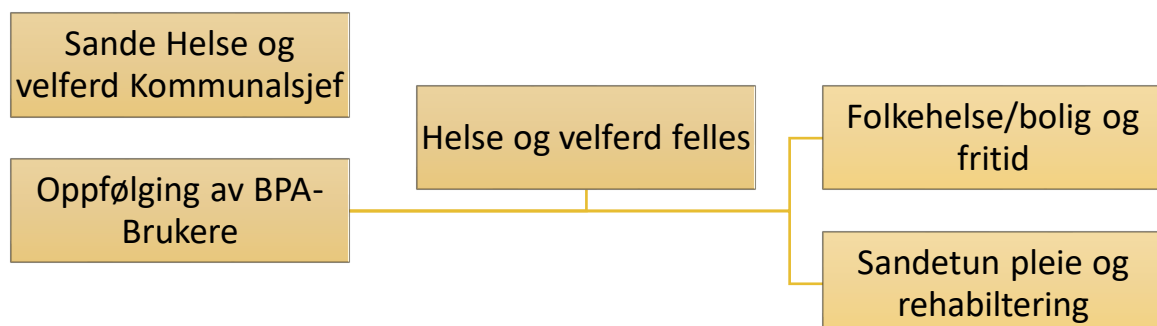 Sande Helse og
velferd Kommunalsjef
Oppfølging av BPA-
Brukere
Helse og velferd felles
Folkehelse/bolig og
fritid
Sandetun pleie og
rehabiltering